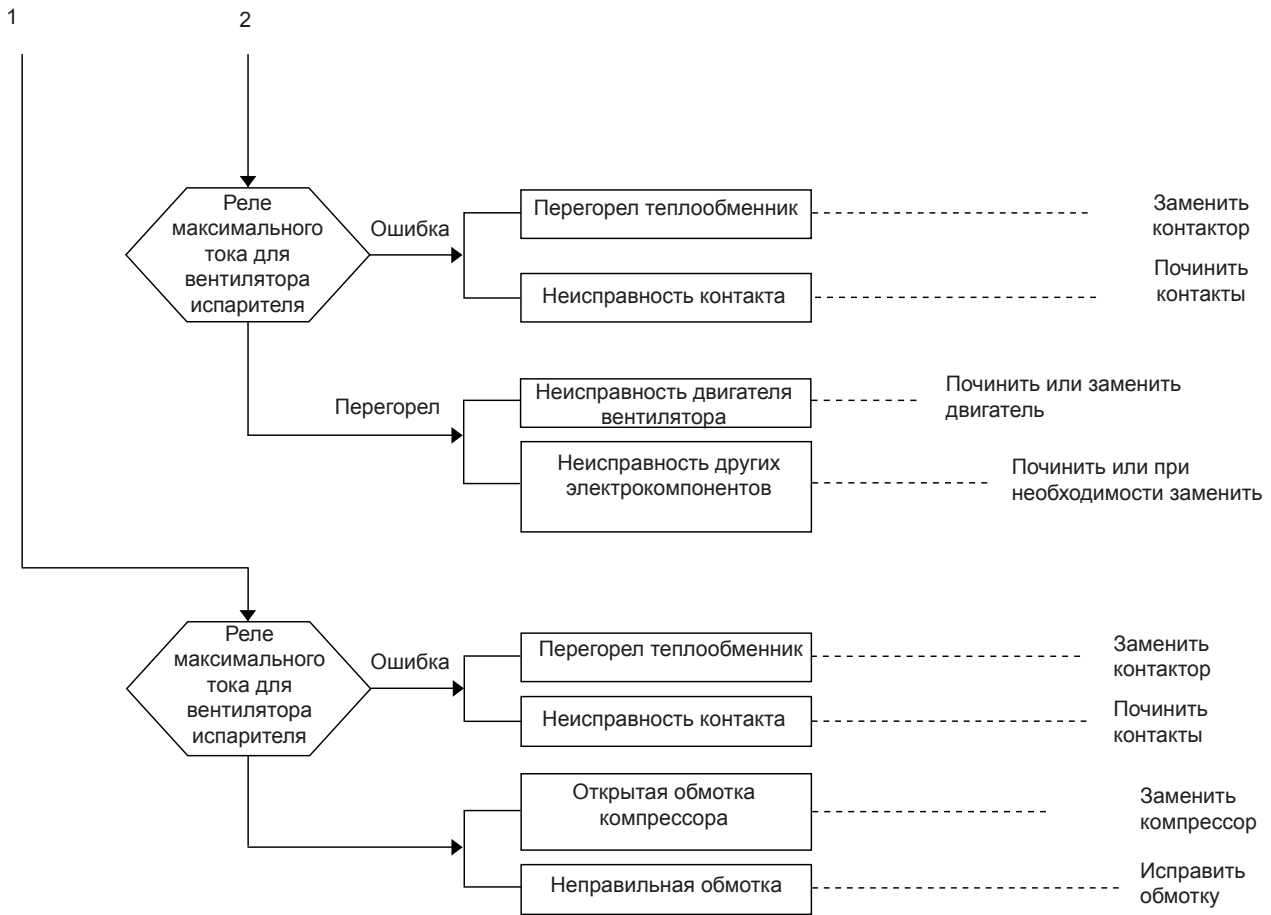 1
2
Реле
максимального
тока для
вентилятора
испарителя
Ошибка
Перегорел теплообменник
Заменить
контактор
Неисправность контакта
Починить
контакты
Перегорел
Неисправность двигателя
вентилятора
Починить или заменить
двигатель
Неисправность других
электрокомпонентов
Починить или при
необходимости заменить
Реле
максимального
тока для
вентилятора
испарителя
Ошибка
Перегорел теплообменник
Заменить
контактор
Неисправность контакта
Починить
контакты
Открытая обмотка
компрессора
Заменить
компрессор
Неправильная обмотка
Исправить
обмотку